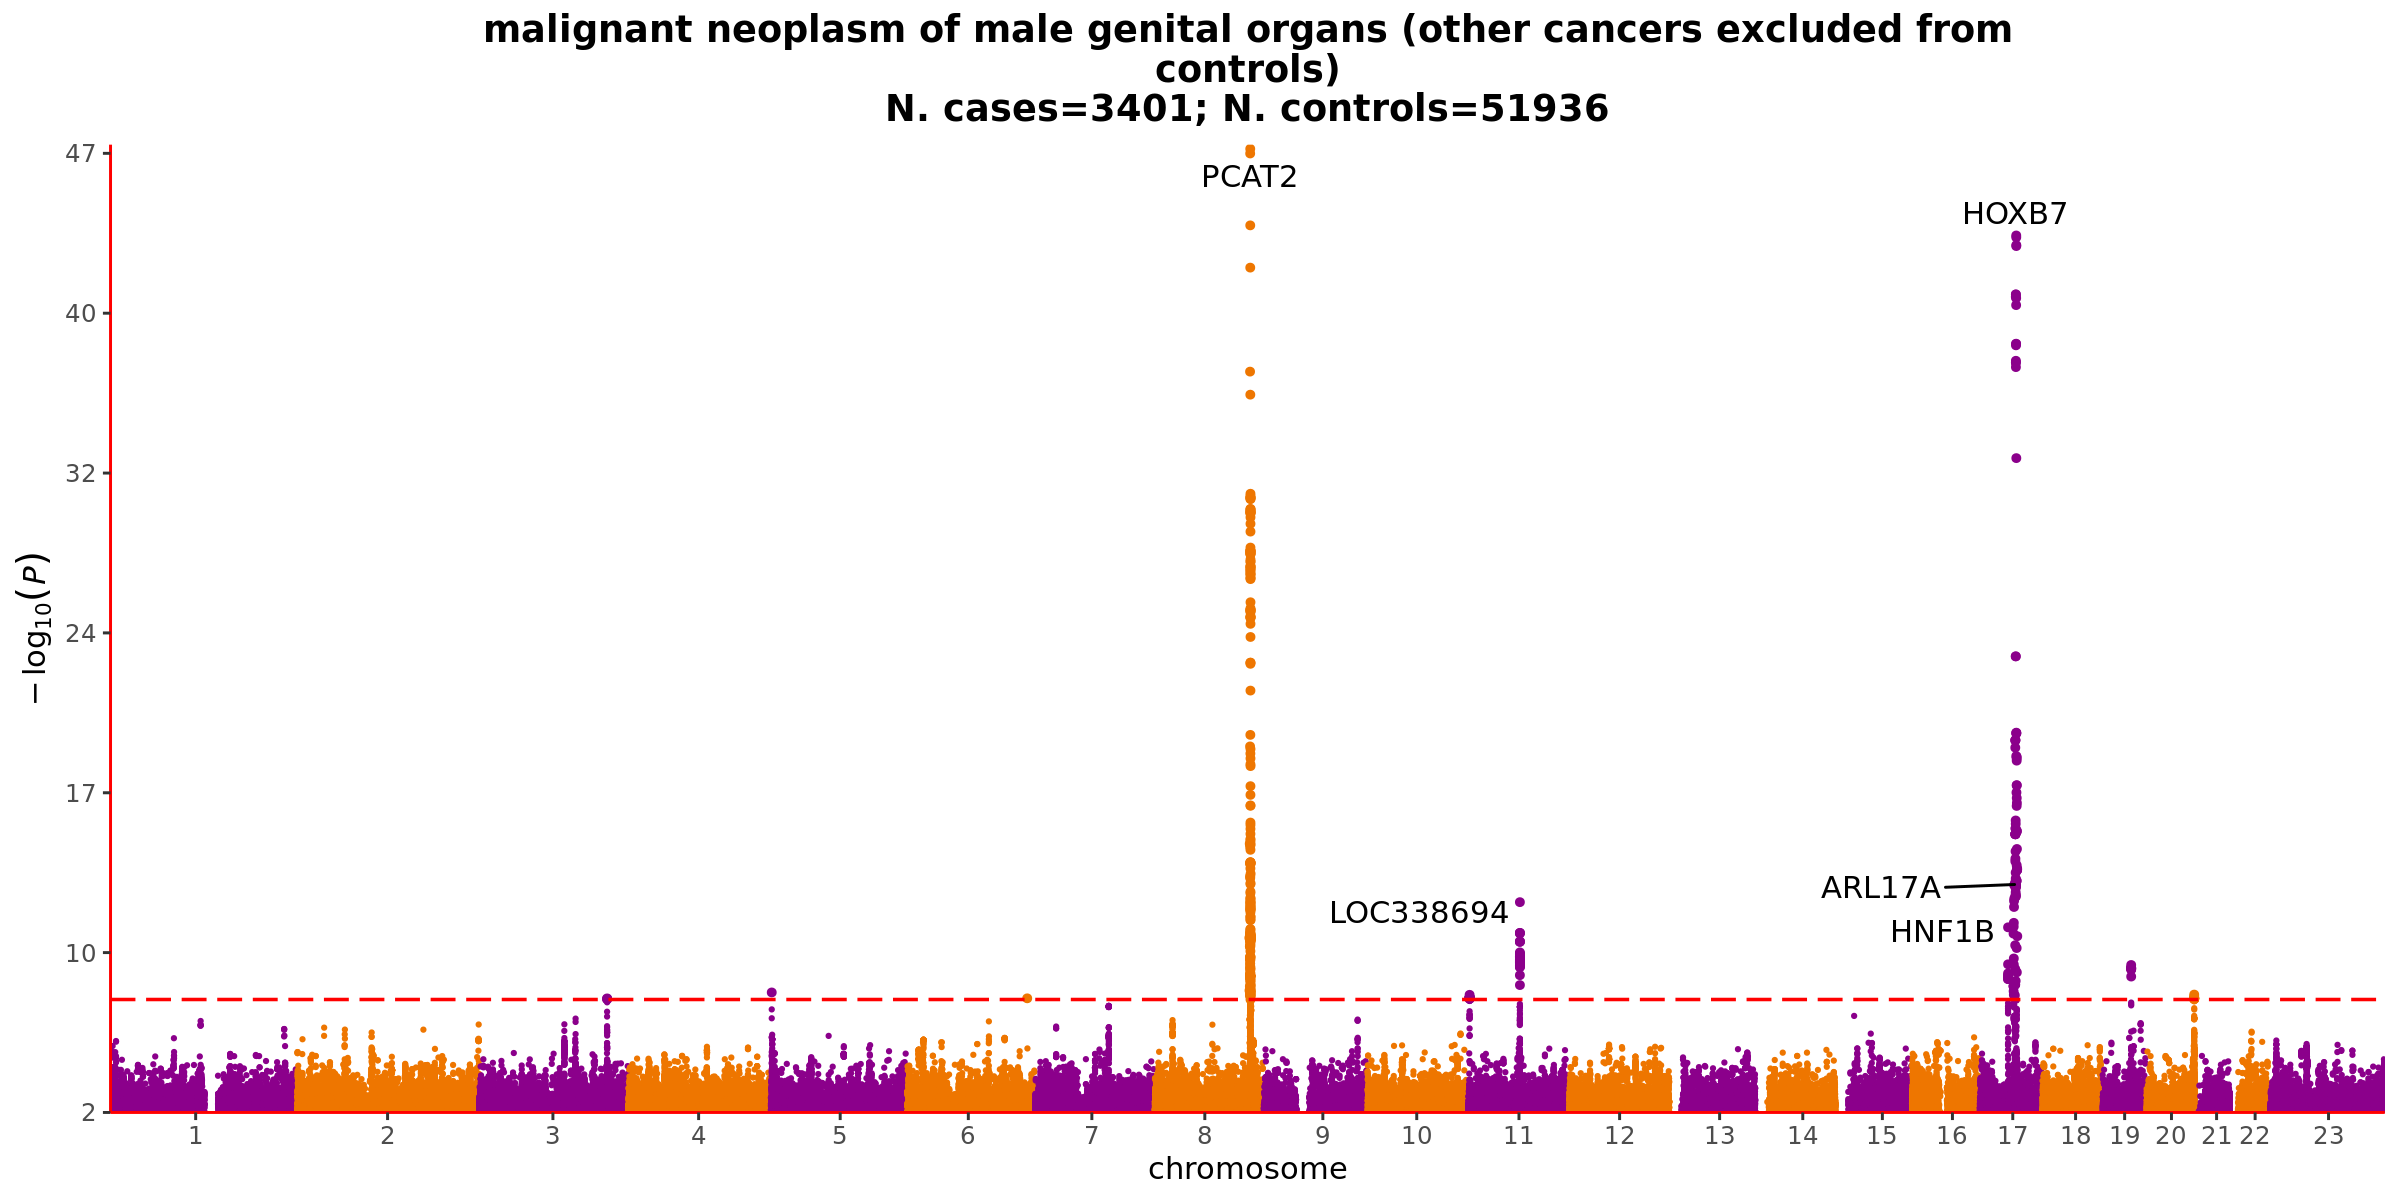 malignant neoplasm of male genital organs (other cancers excluded from
controls)
N. cases=3401; N. controls=51936
47
PCAT2
HOXB7
40
32
−log10(P)
24
17
ARL17A
LOC338694
HNF1B
10
2
1 2 3 4 5 6 7 8 9 10 11 12 13 14 15 16 17 18 19 20 21 22 23
chromosome